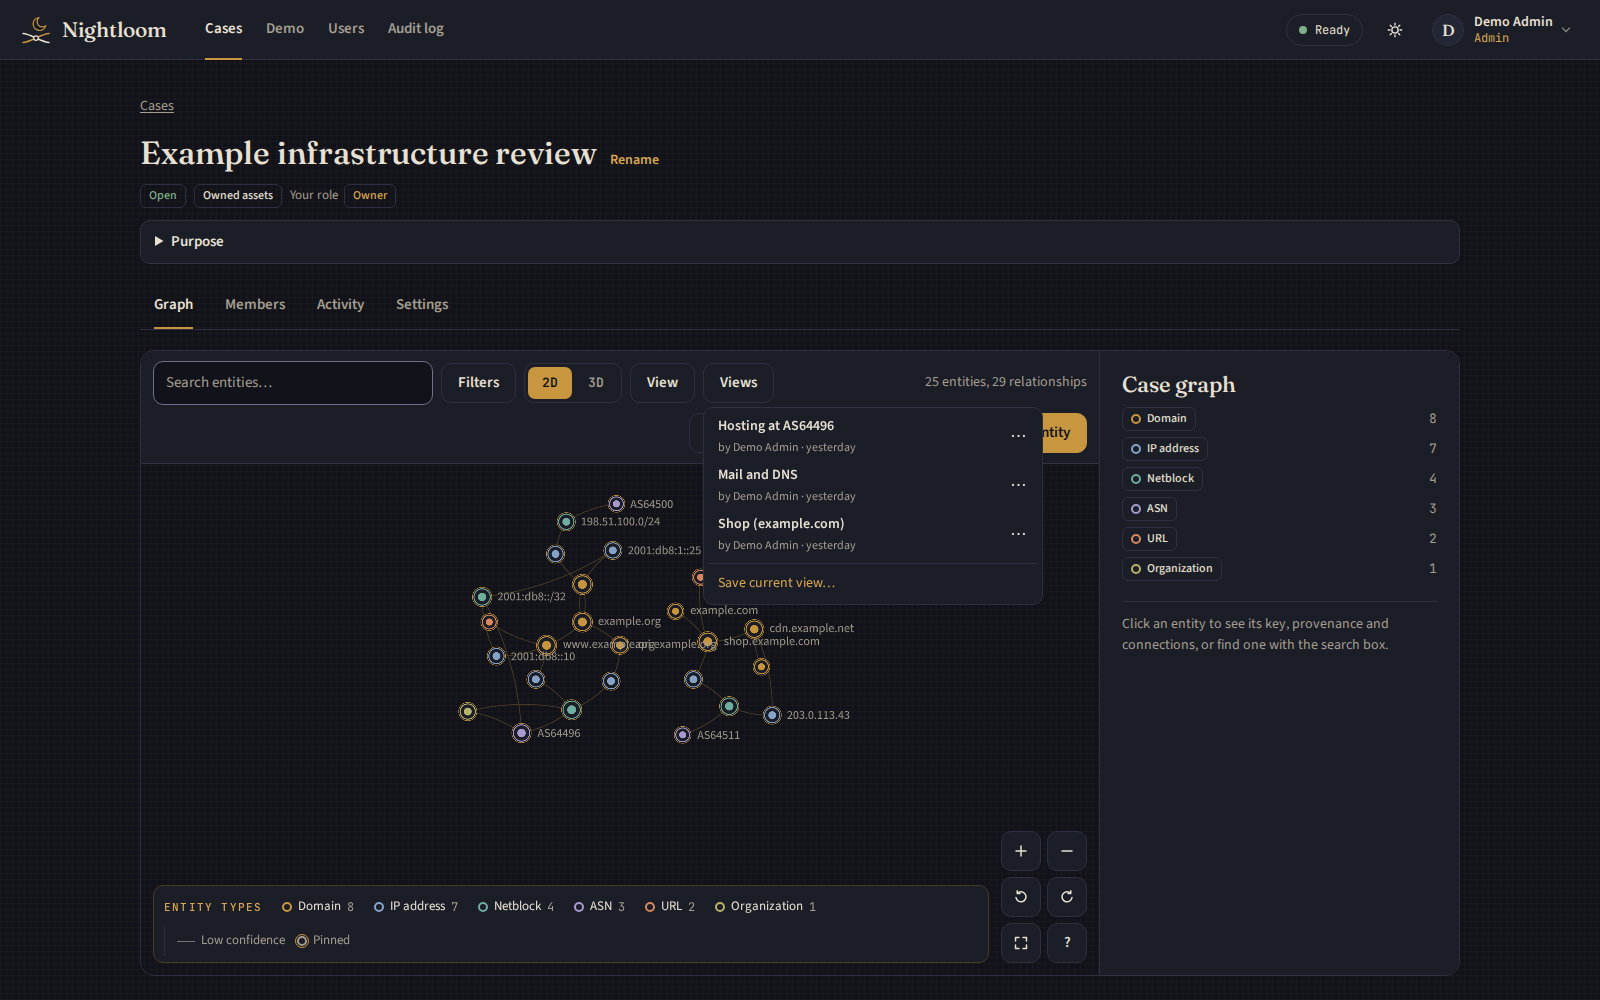 Nightloom
Cases
Demo
Users
Audit log
Ready
D
Demo Admin
Admin
Cases
Example infrastructure review
Rename
Open
Owned assets
Your role
Owner
Purpose
Graph
Members
Activity
Settings
Search entities…
Filters
2D
3D
View
Views
25 entities, 29 relationships
ntity
Hosting at AS64496
by Demo Admin · yesterday
Mail and DNS
by Demo Admin · yesterday
Shop (example.com)
by Demo Admin · yesterday
Save current view…
AS64500
198.51.100.0/24
2001:db8:1::25
2001:db8::/32
example.org
example.com
cdn.example.net
shop.example.com
2001:db8::10
203.0.113.43
AS64496
AS64511
ENTITY TYPES
Domain 8
IP address 7
Netblock 4
ASN 3
URL 2
Organization 1
Low confidence
Pinned
?
Case graph
Domain 8
IP address 7
Netblock 4
ASN 3
URL 2
Organization 1
Click an entity to see its key, provenance and
connections, or find one with the search box.